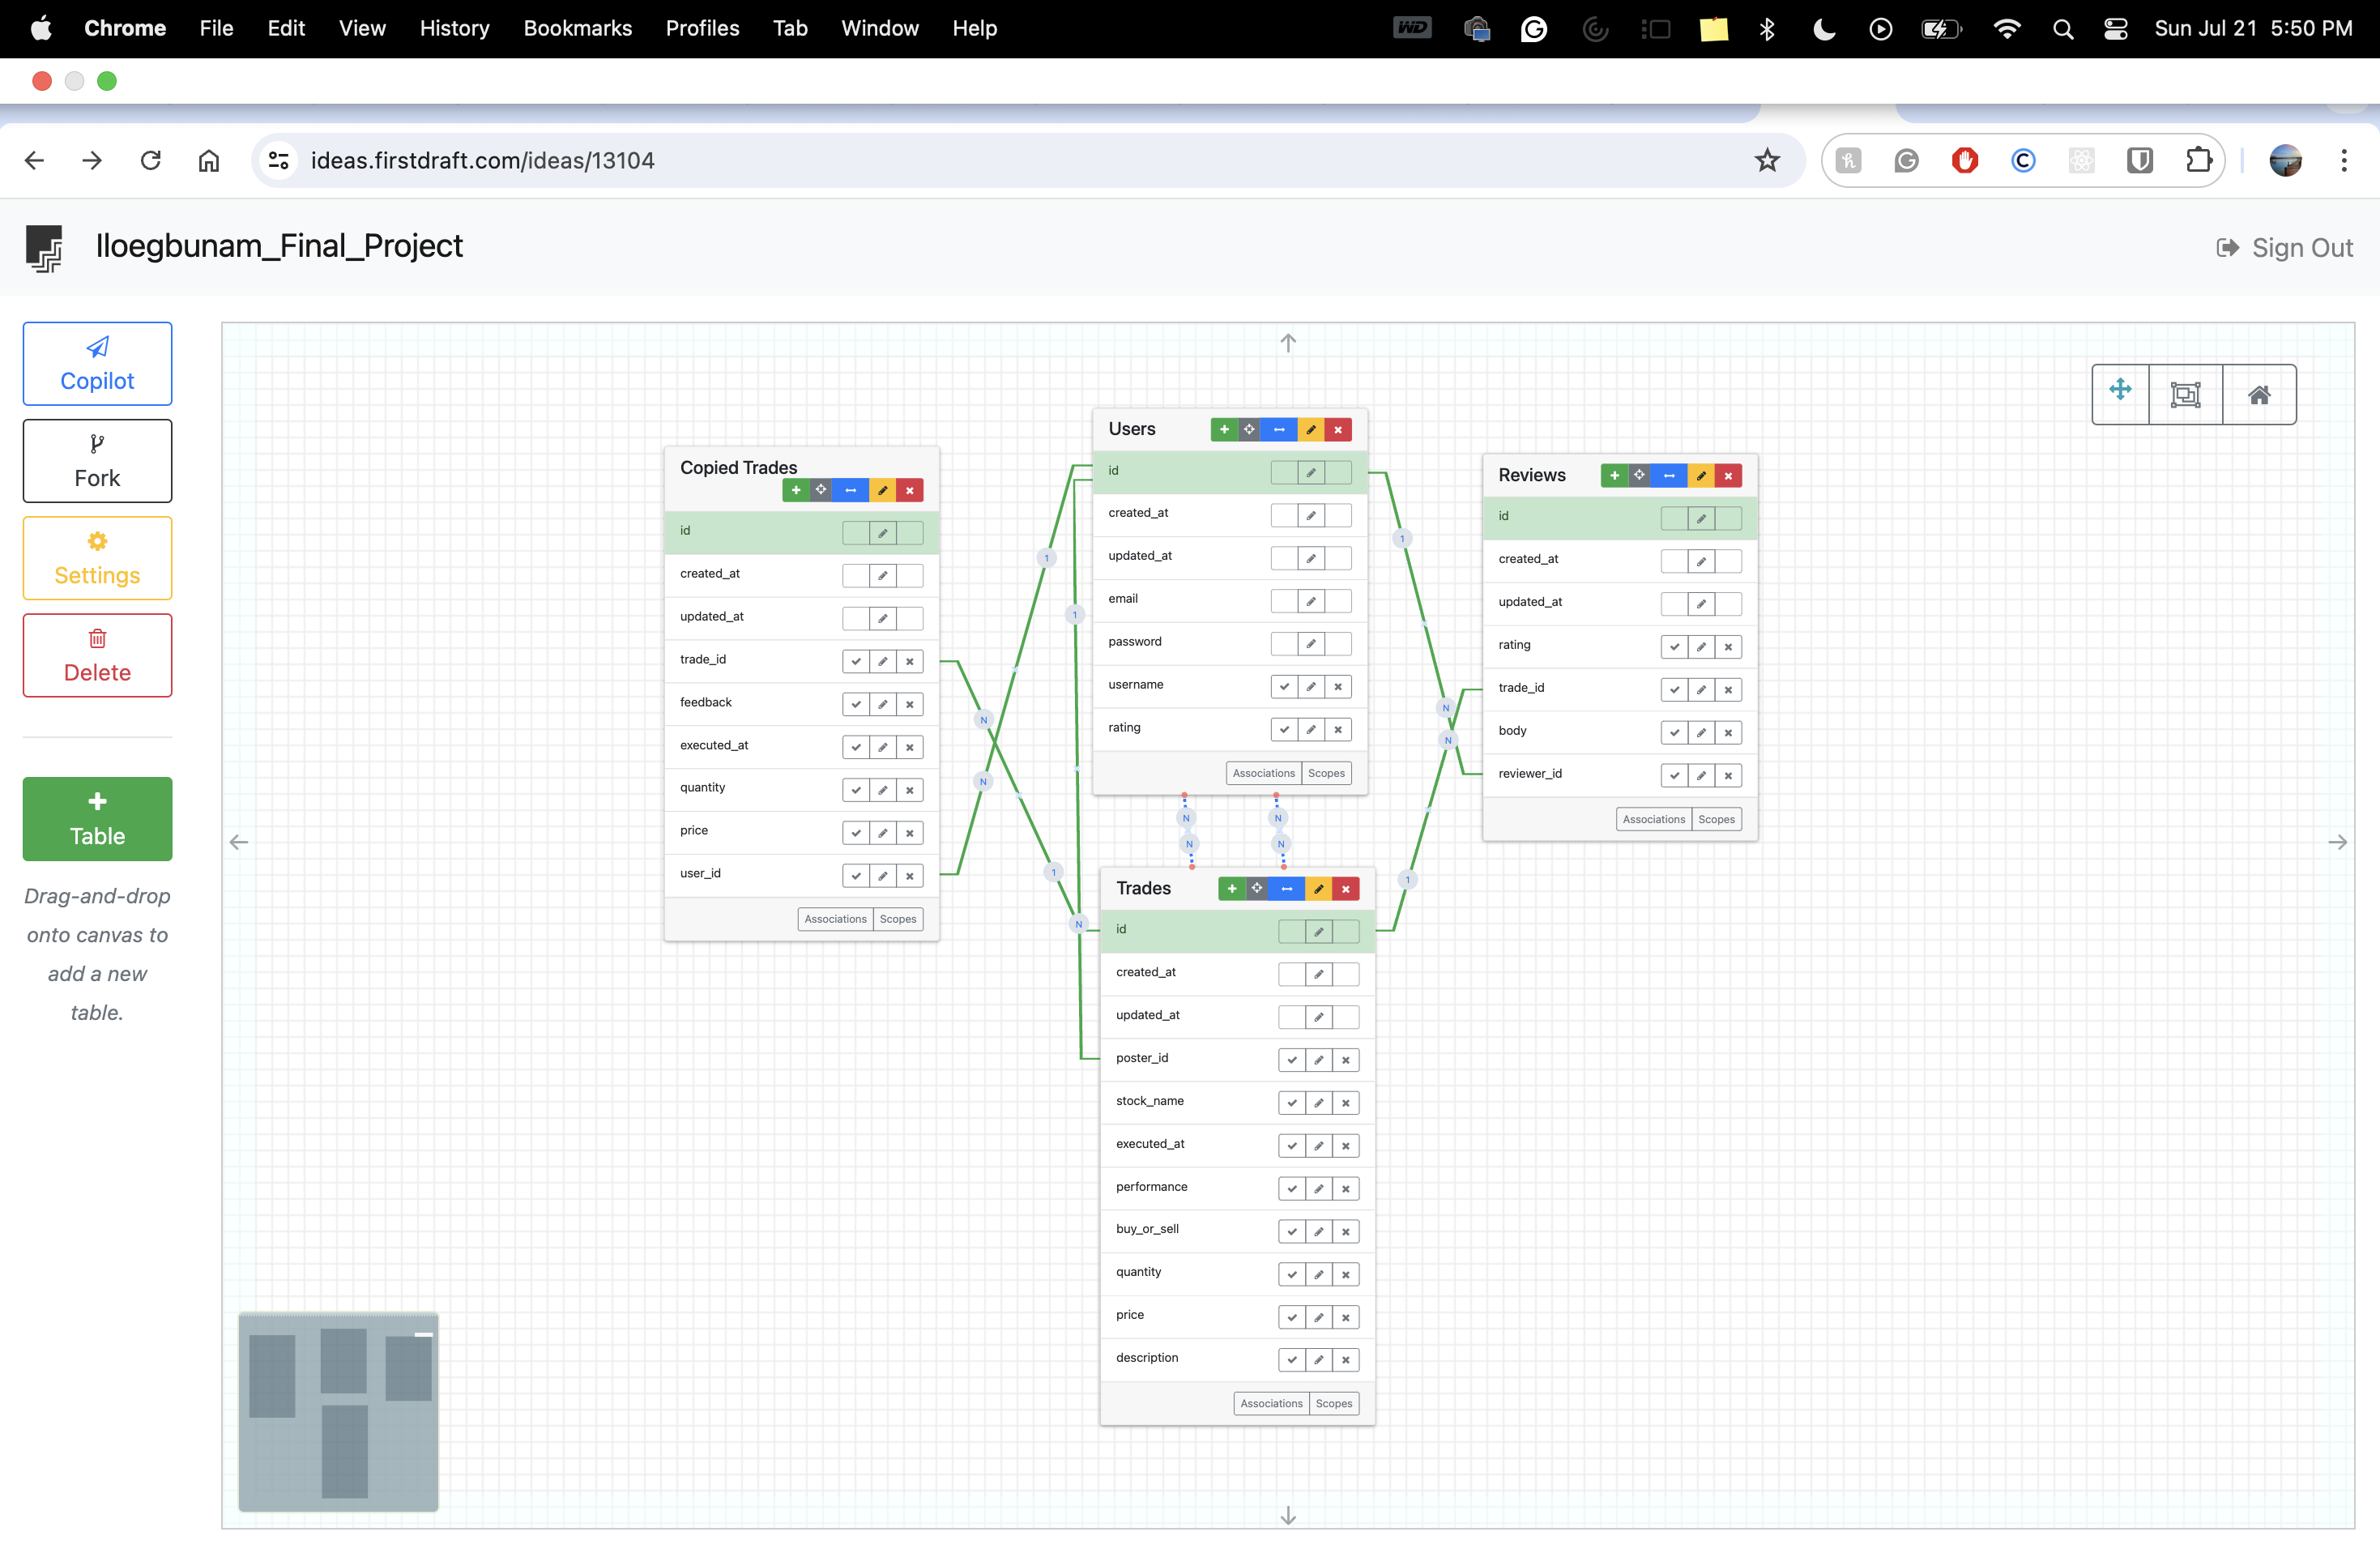 Chrome File Edit View History Bookmarks Profiles Tab Window Help WD Sun Jul 21 5:50 PM
ideas.firstdraft.com/ideas/13104
Iloegbunam_Final_Project
Sign Out
Copilot
Fork
Settings
Delete
Table
Drag-and-drop
onto canvas to
add a new
table.
Copied Trades
id
created_at
updated_at
trade_id
feedback
executed_at
quantity
price
user_id
Associations Scopes
Users
id
created_at
updated_at
email
password
username
rating
Associations Scopes
Reviews
id
created_at
updated_at
rating
trade_id
body
reviewer_id
Associations Scopes
Trades
id
created_at
updated_at
poster_id
stock_name
executed_at
performance
buy_or_sell
quantity
price
description
Associations Scopes
1
1
N
N
1
N
1
N
N
1
N
N
N
N